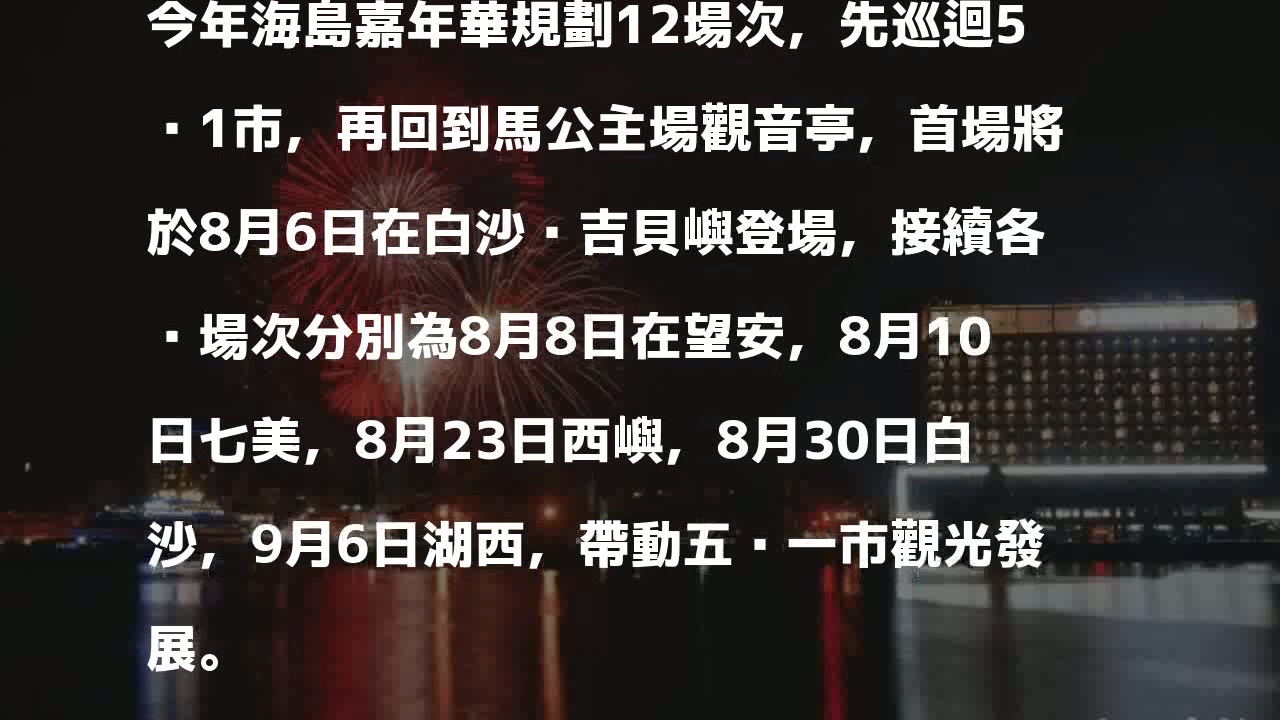 今年海島嘉年華規劃12場次，先巡迴5
▪1市，再回到馬公主場觀音亭，首場將
於8月6日在白沙▪吉貝嶼登場，接續各
▪場次分別為8月8日在望安，8月10
日七美，8月23日西嶼，8月30日白
沙，9月6日湖西，帶動五▪一市觀光發
展。